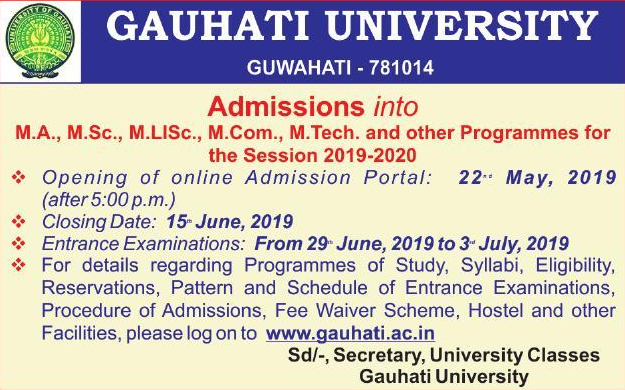 GAUHATI UNIVERSITY
GUWAHATI - 781014
Admissions into
M.A., M.Sc., M.LISc., M.Com., M.Tech. and other Programmes for
the Session 2019-2020
❖ Opening of online Admission Portal: 22nd May, 2019
(after 5:00 p.m.)
❖ Closing Date: 15th June, 2019
❖ Entrance Examinations: From 29th June, 2019 to 3rd July, 2019
❖ For details regarding Programmes of Study, Syllabi, Eligibility,
Reservations, Pattern and Schedule of Entrance Examinations,
Procedure of Admissions, Fee Waiver Scheme, Hostel and other
Facilities, please log on to www.gauhati.ac.in
Sd/-, Secretary, University Classes
Gauhati University